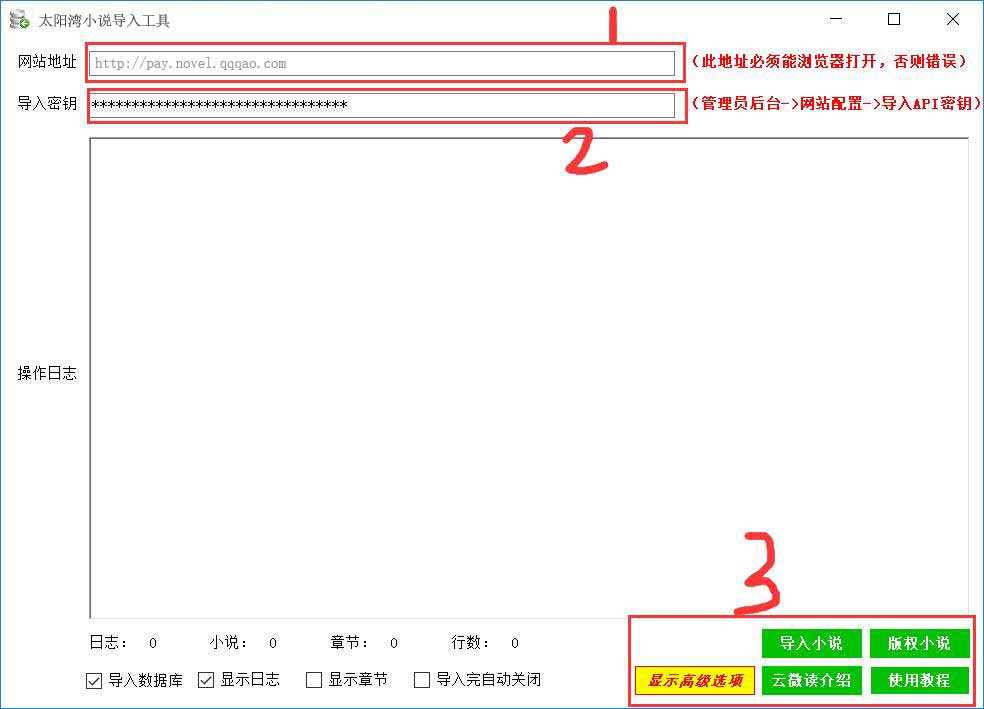 太阳湾小说导入工具
1
网站地址 http://pay.novel.qqqao.com (此地址必须能浏览器打开，否则错误)
导入密钥 ******************************** (管理员后台->网站配置->导入API密钥)
2
操作日志
3
日志： 0 小说： 0 章节： 0 行数： 0 导入小说 版权小说
导入数据库 显示日志 显示章节 导入完自动关闭 显示高级选项 云微读介绍 使用教程